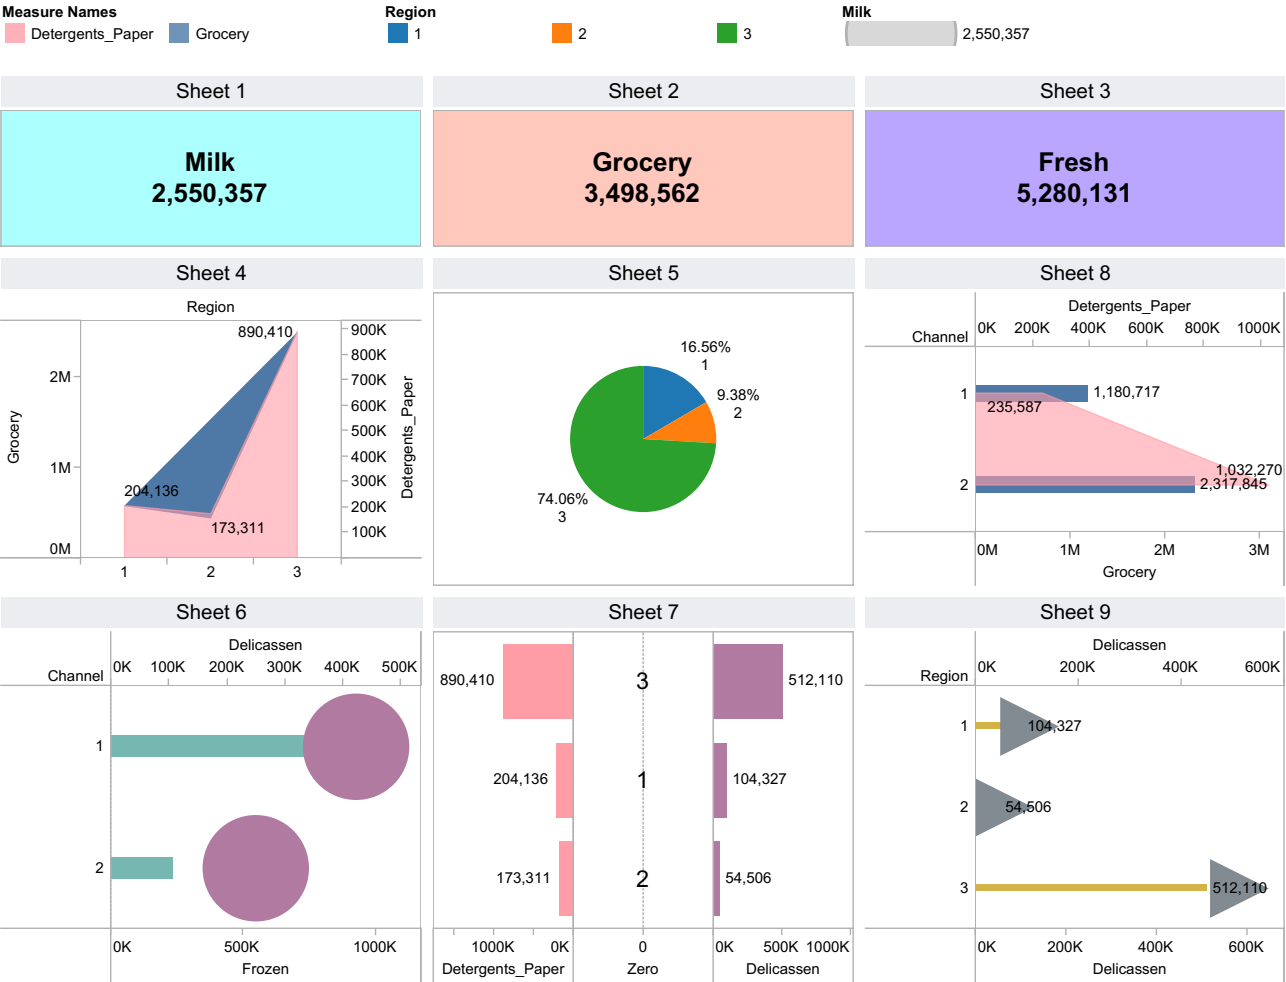 Measure Names
Detergents_Paper Grocery
Region
1 2 3
Milk
2,550,357
Sheet 1
Milk
2,550,357
Sheet 2
Grocery
3,498,562
Sheet 3
Fresh
5,280,131
Sheet 4
Region
890,410
204,136
173,311
Grocery
2M
1M
0M
Detergents_Paper
900K
800K
700K
600K
500K
400K
300K
200K
100K
1 2 3
Sheet 5
16.56%
1
9.38%
2
74.06%
3
Sheet 8
Detergents_Paper
0K 200K 400K 600K 800K 1000K
Channel
1 1,180,717
235,587
1,032,270
2 2,317,845
0M 1M 2M 3M
Grocery
Sheet 6
Delicassen
0K 100K 200K 300K 400K 500K
Channel
1
2
0K 500K 1000K
Frozen
Sheet 7
890,410 3 512,110
204,136 1 104,327
173,311 2 54,506
1000K 0K 0 0K 500K 1000K
Detergents_Paper Zero Delicassen
Sheet 9
Delicassen
0K 200K 400K 600K
Region
1 104,327
2 54,506
3 512,110
0K 200K 400K 600K
Delicassen